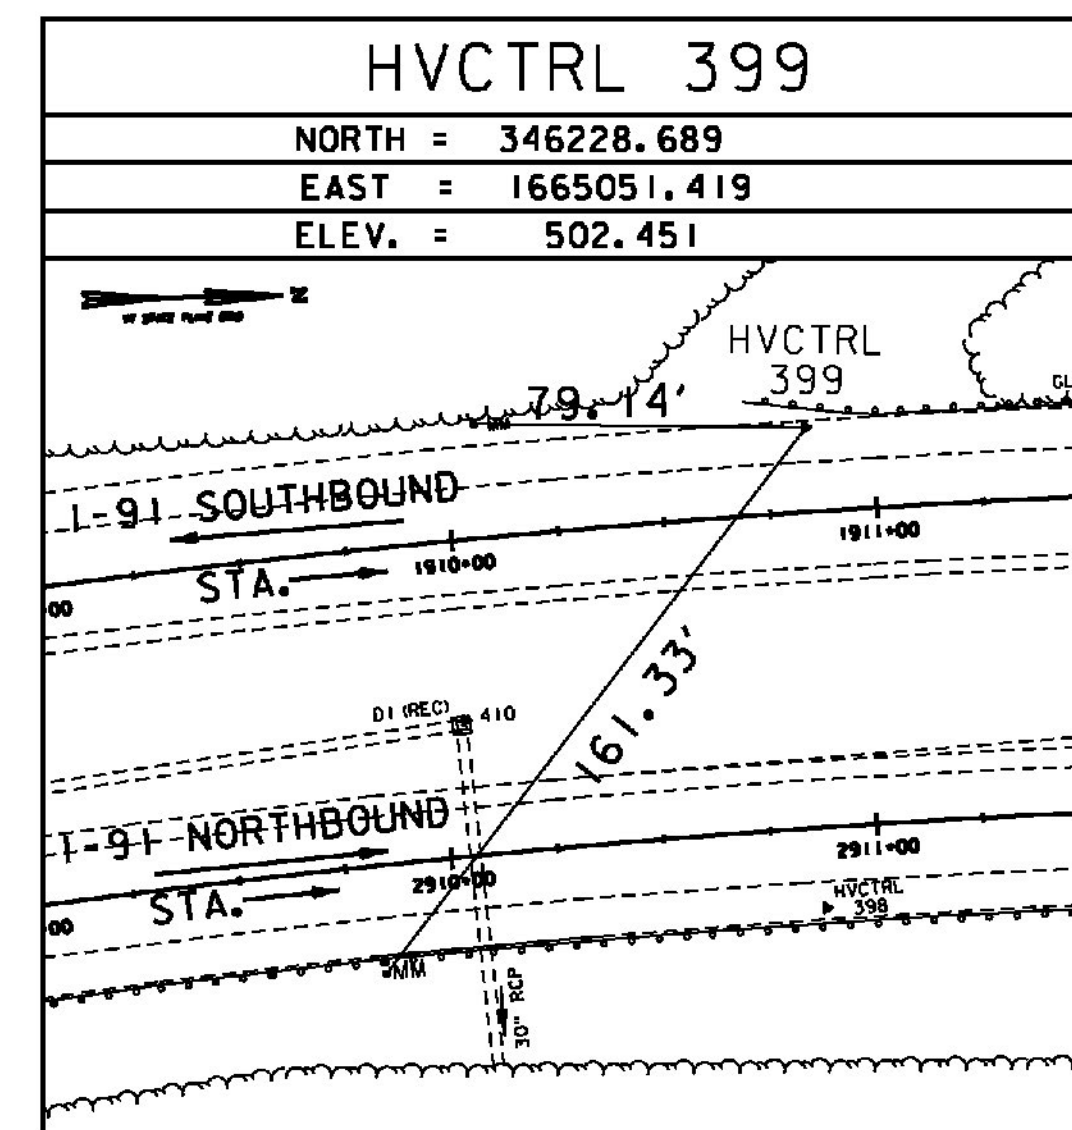 HVCTRL 399
NORTH = 346228.689
EAST = 1665051.419
ELEV. = 502.451
N
HVCTRL
399
GL
79.14'
MM
I-91 SOUTHBOUND
STA.
1910+00
1911+00
00
161.33'
DI (REC) 410
I-91 NORTHBOUND
STA.
2910+00
2911+00
00
HVCTRL
398
MM
30" RCP